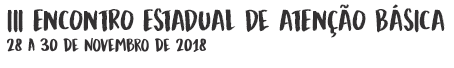 III ENCONTRO ESTADUAL DE ATENÇÃO BÁSICA
28 A 30 DE NOVEMBRO DE 2018